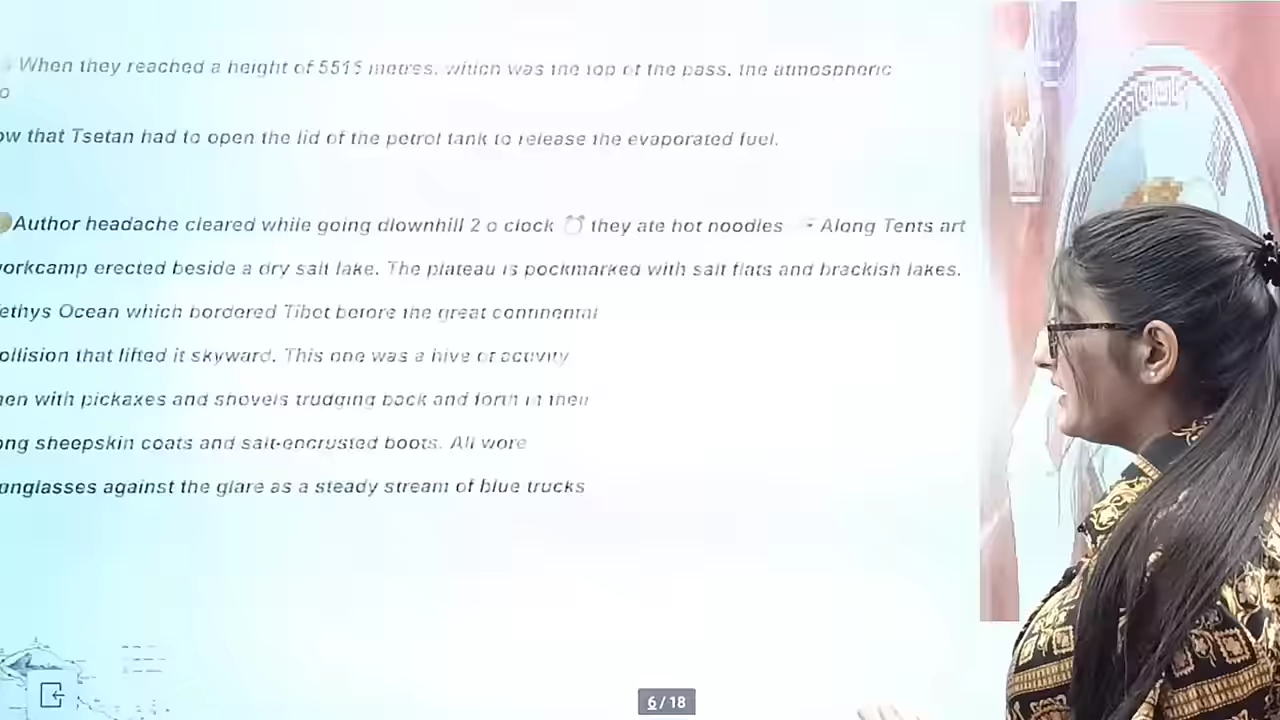 When they reached a height of 5515 metres, which was the top of the pass, the atmospheric
o
ow that Tsetan had to open the lid of the petrol tank to release the evaporated fuel.
Author headache cleared while going dlownhill 2 o clock they ate hot noodles Along Tents art
orkcamp erected beside a dry salt lake. The plateau is pockmarked with salt flats and brackish lakes.
ethys Ocean which bordered Tibet before the great continental
ollision that lifted it skyward. This one was a hive of activity
en with pickaxes and shovels trudging back and forth in their
ong sheepskin coats and salt-encrusted boots. All wore
unglasses against the glare as a steady stream of blue trucks
6 / 18